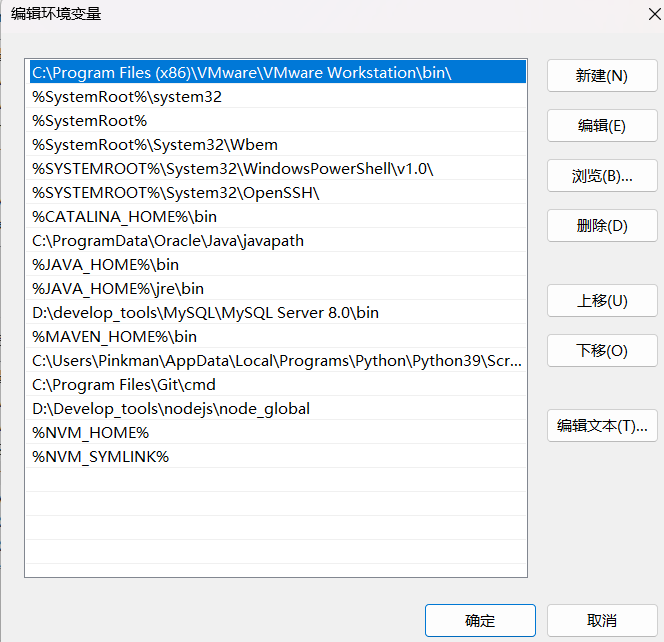 编辑环境变量
C:\Program Files (x86)\VMware\VMware Workstation\bin\
%SystemRoot%\system32
%SystemRoot%
%SystemRoot%\System32\Wbem
%SYSTEMROOT%\System32\WindowsPowerShell\v1.0\
%SYSTEMROOT%\System32\OpenSSH\
%CATALINA_HOME%\bin
C:\ProgramData\Oracle\Java\javapath
%JAVA_HOME%\bin
%JAVA_HOME%\jre\bin
D:\develop_tools\MySQL\MySQL Server 8.0\bin
%MAVEN_HOME%\bin
C:\Users\Pinkman\AppData\Local\Programs\Python\Python39\Scr...
C:\Program Files\Git\cmd
D:\Develop_tools\nodejs\node_global
%NVM_HOME%
%NVM_SYMLINK%
新建(N)
编辑(E)
浏览(B)...
删除(D)
上移(U)
下移(O)
编辑文本(T)...
确定
取消